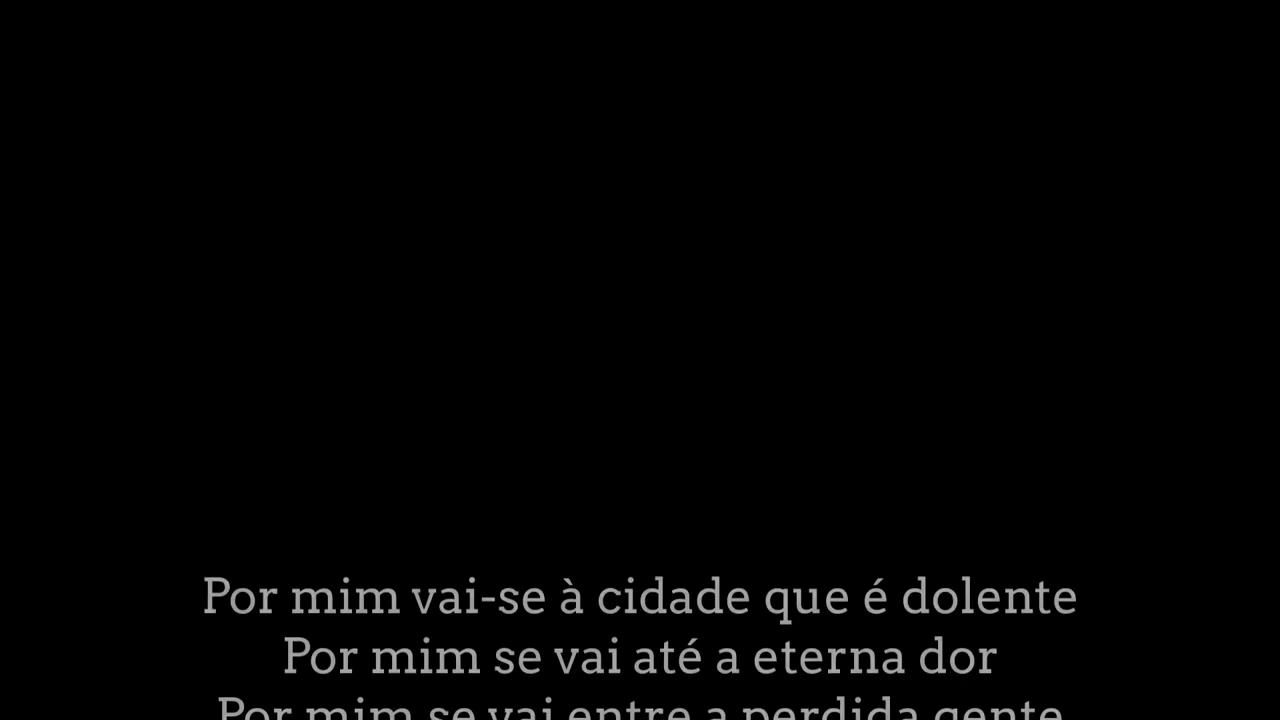 Por mim vai-se à cidade que é dolente
Por mim se vai até a eterna dor
Por mim se vai entre a perdida gente